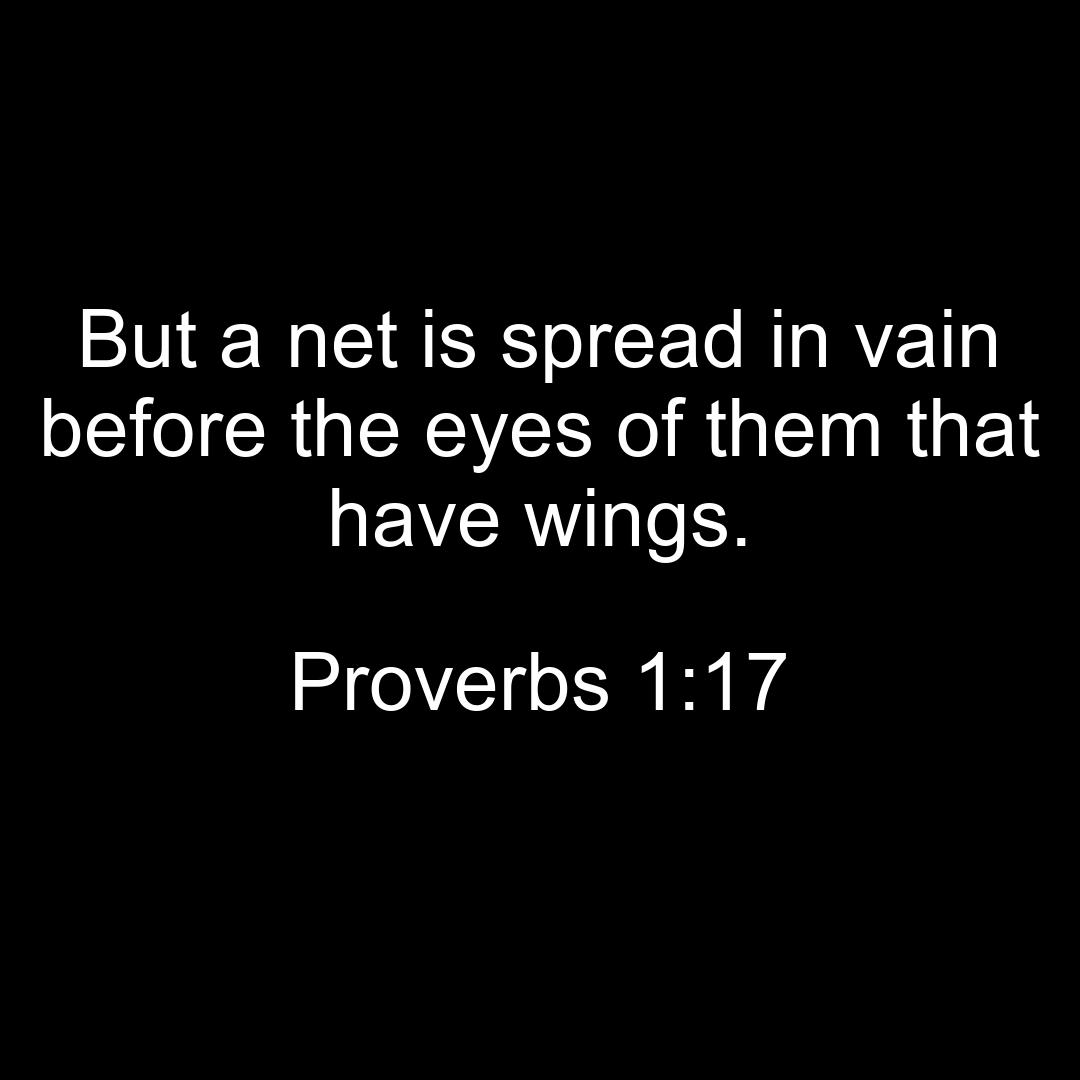 But a net is spread in vain
before the eyes of them that
have wings.
Proverbs 1:17